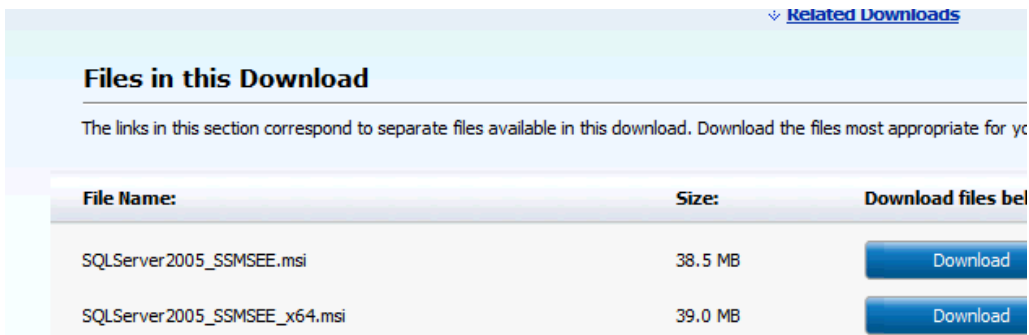 Related Downloads
Files in this Download
The links in this section correspond to separate files available in this download. Download the files most appropriate for
File Name: Size: Download files
SQLServer2005_SSMSEE.msi 38.5 MB Download
SQLServer2005_SSMSEE_x64.msi 39.0 MB Download